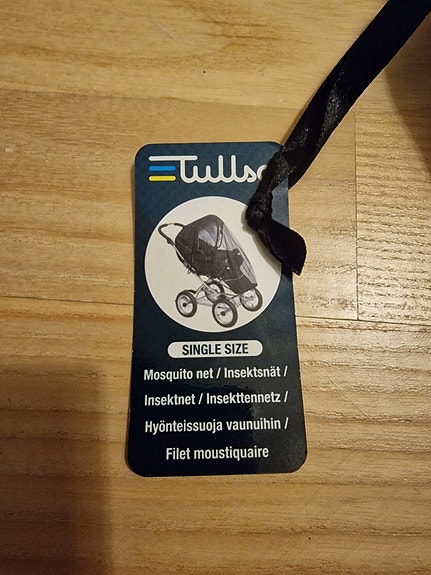 SINGLE SIZE
Mosquito net / Insektsnät /
Insektnet / Insekttennetz /
Hyönteissuoja vaunuihin /
Filet moustiquaire